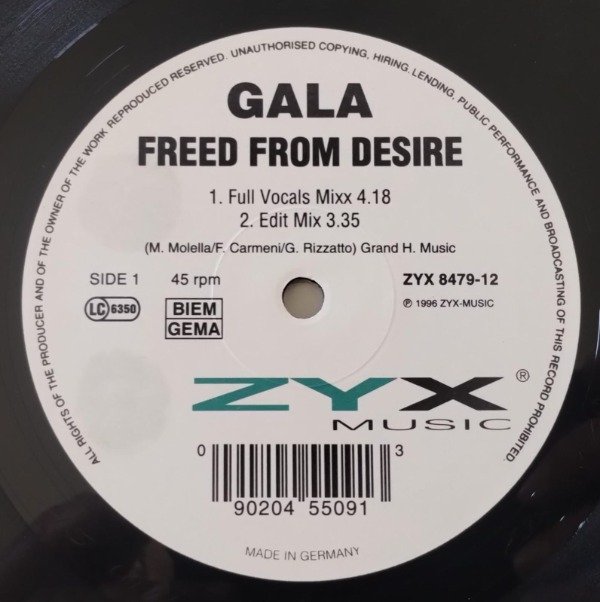 ALL RIGHTS OF THE PRODUCER AND OF THE OWNER OF THE WORK REPRODUCED RESERVED. UNAUTHORISED COPYING, HIRING, LENDING, PUBLIC PERFORMANCE AND BROADCASTING OF THIS RECORD PROHIBITED.
GALA
FREED FROM DESIRE
1. Full Vocals Mixx 4.18
2. Edit Mix 3.35
(M. Molella/F. Carmeni/G. Rizzatto) Grand H. Music
SIDE 1 45 rpm ZYX 8479-12
LC 6350 BIEM ℗ 1996 ZYX-MUSIC
GEMA
ZYX ®
MUSIC
0 3
90204 55091
MADE IN GERMANY